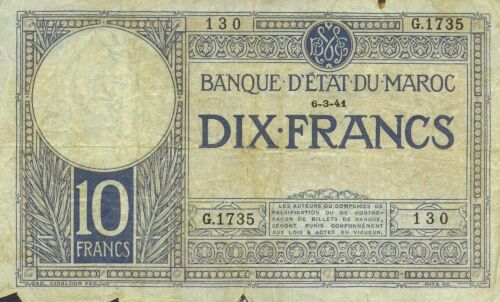 130
G.1735
BANQUE·D'ÉTAT·DU·MAROC
6-3-41
DIX·FRANCS
10
FRANCS
G.1735
LES AUTEURS OU COMPLICES DE
FALSIFICATION OU DE CONTRE-
FAÇON DE BILLETS DE BANQUE,
SERONT PUNIS CONFORMÉMENT
AUX LOIS & ACTES EN VIGUEUR.
130